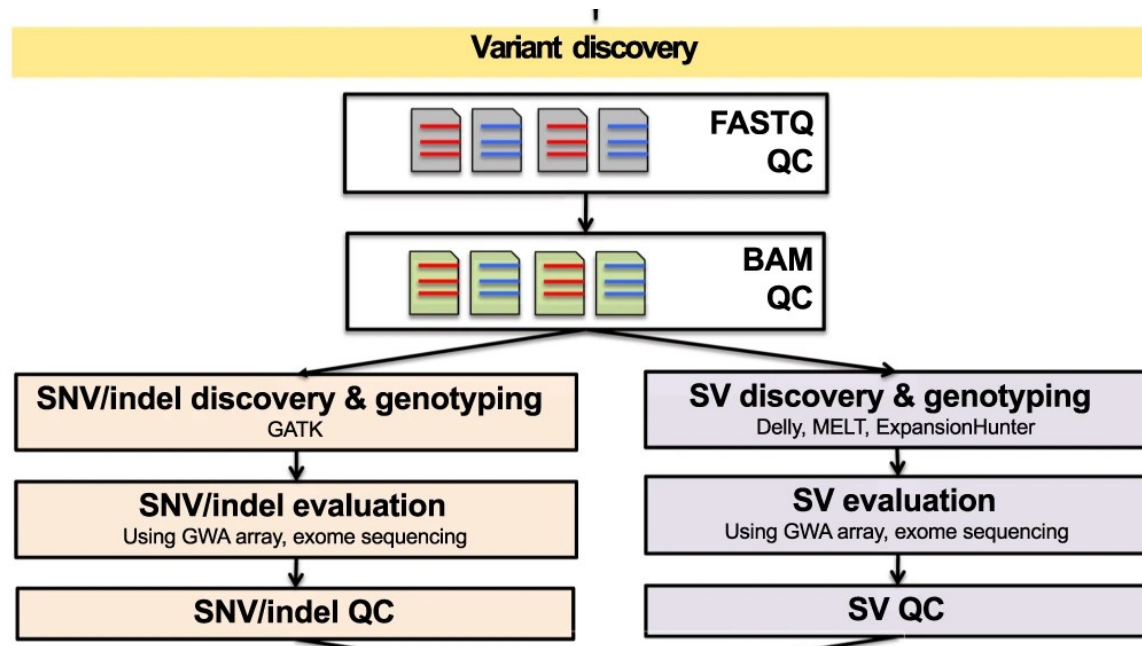 Variant discovery
FASTQ
QC
BAM
QC
SNV/indel discovery & genotyping
GATK
SNV/indel evaluation
Using GWA array, exome sequencing
SNV/indel QC
SV discovery & genotyping
Delly, MELT, ExpansionHunter
SV evaluation
Using GWA array, exome sequencing
SV QC